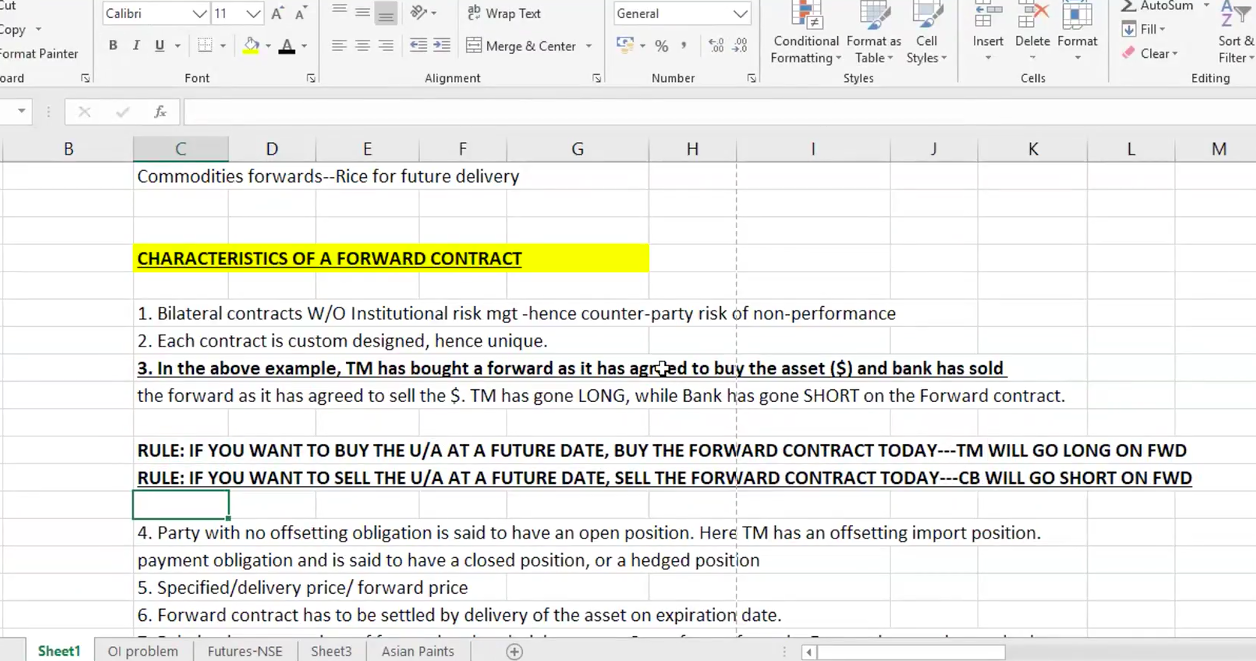 Cut
Calibri 11 A A Wrap Text General AutoSum
Copy Fill
Format Painter B I U A Merge & Center % Conditional Formatting Format as Table Cell Styles Insert Delete Format Clear Sort & Filter
oard Font Alignment Number Styles Cells Editing
fx
B C D E F G H I J K L M
Commodities forwards--Rice for future delivery
CHARACTERISTICS OF A FORWARD CONTRACT
1. Bilateral contracts W/O Institutional risk mgt -hence counter-party risk of non-performance
2. Each contract is custom designed, hence unique.
3. In the above example, TM has bought a forward as it has agreed to buy the asset ($) and bank has sold
the forward as it has agreed to sell the $. TM has gone LONG, while Bank has gone SHORT on the Forward contract.
RULE: IF YOU WANT TO BUY THE U/A AT A FUTURE DATE, BUY THE FORWARD CONTRACT TODAY---TM WILL GO LONG ON FWD
RULE: IF YOU WANT TO SELL THE U/A AT A FUTURE DATE, SELL THE FORWARD CONTRACT TODAY---CB WILL GO SHORT ON FWD
4. Party with no offsetting obligation is said to have an open position. Here TM has an offsetting import position.
payment obligation and is said to have a closed position, or a hedged position
5. Specified/delivery price/ forward price
6. Forward contract has to be settled by delivery of the asset on expiration date.
Sheet1 OI problem Futures-NSE Sheet3 Asian Paints